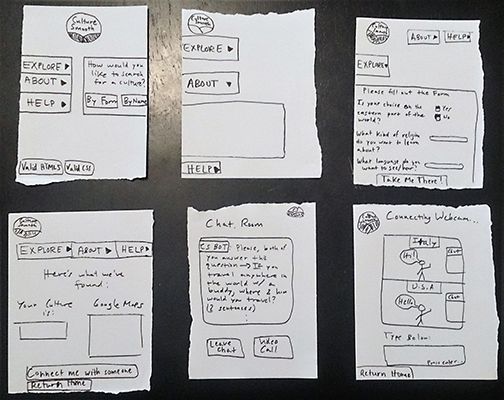 Culture
Smooth
EXPLORE
ABOUT
HELP
How would you
like to search
for a culture?
By Form
By Name
Valid HTML5
Valid CSS
Culture
Smooth
EXPLORE
ABOUT
HELP
Culture
Smooth
ABOUT
HELP
EXPLORE
Please fill out the Form
Is your choice on the
eastern part of the
world?
Yes
No
What kind of religion
do you want to learn
about?
What language do you
want to see/hear?
Take Me There!
Culture
Smooth
EXPLORE
ABOUT
HELP
Here's what we've
found:
Your Culture
is:
Google Maps
Connect me with someone
Return Home
Chat Room
CS BOT: Please, both of
you answer this
question → If you
travel anywhere in
the world w/ a
buddy, where & how
would you travel?
(3 sentences)
Leave
Chat
Video
Call
Connecting Webcam...
Italy
Hi!
Chat
U.S.A
Hello
Chat
Type Below:
Press enter
Return Home